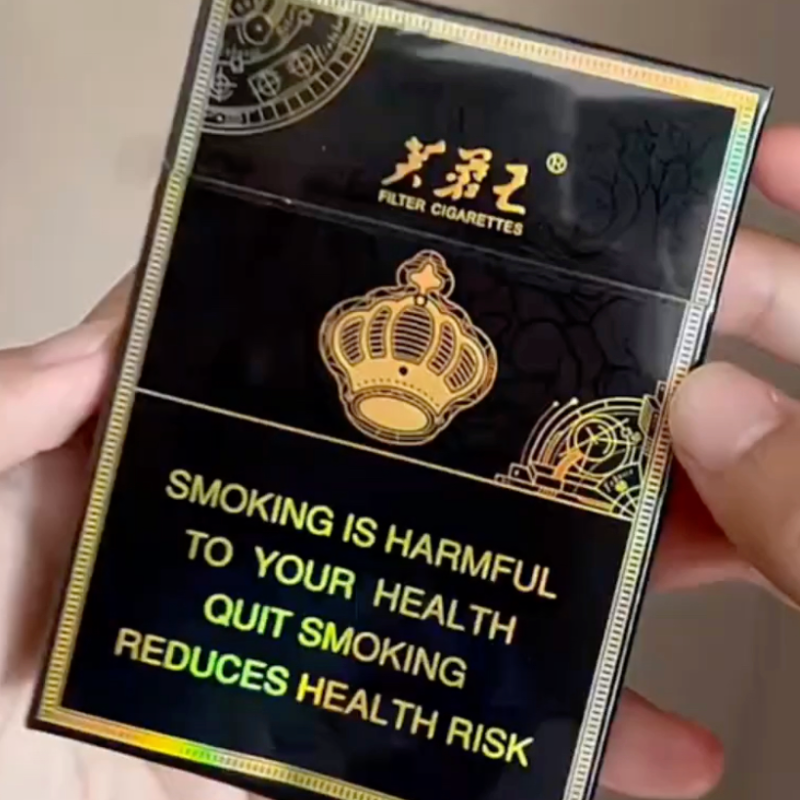 芙蓉王®
FILTER CIGARETTES
SMOKING IS HARMFUL
TO YOUR HEALTH
QUIT SMOKING
REDUCES HEALTH RISK